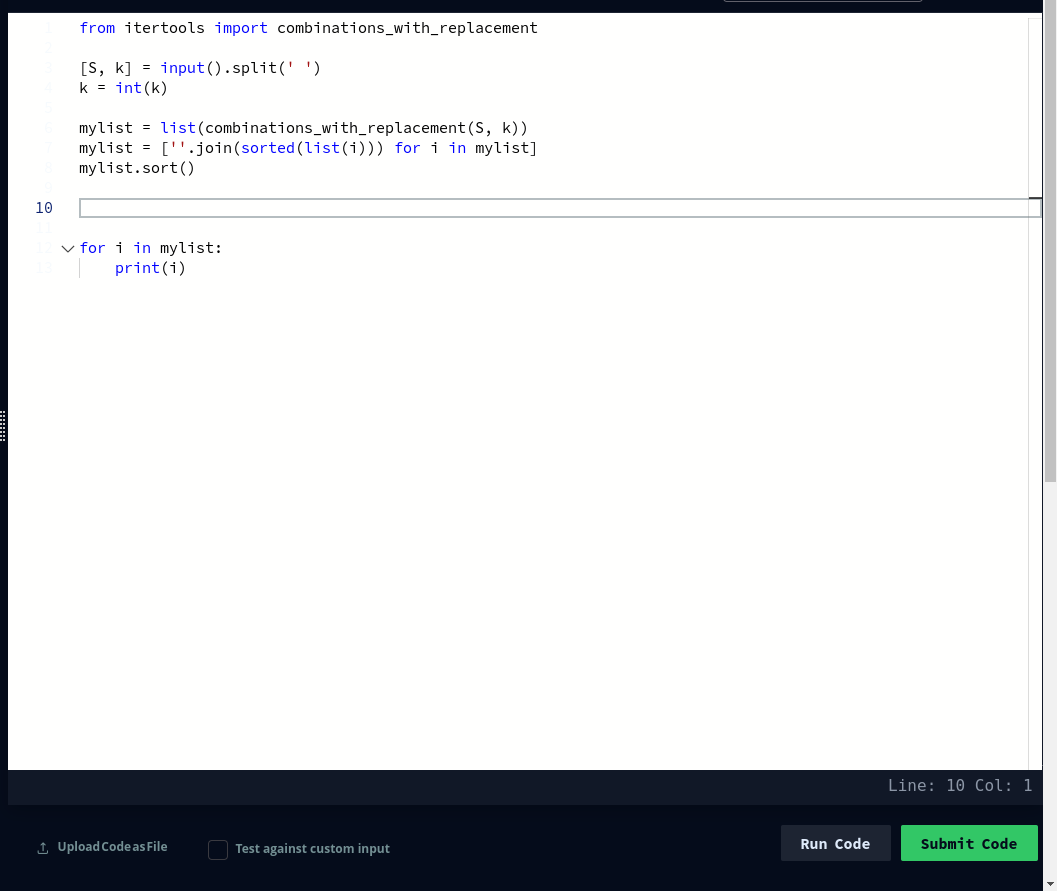 1 from itertools import combinations_with_replacement
2
3 [S, k] = input().split(' ')
4 k = int(k)
5
6 mylist = list(combinations_with_replacement(S, k))
7 mylist = [''.join(sorted(list(i))) for i in mylist]
8 mylist.sort()
9
10
11
12 for i in mylist:
13 print(i)
Line: 10 Col: 1
Upload Code as File
Test against custom input
Run Code
Submit Code